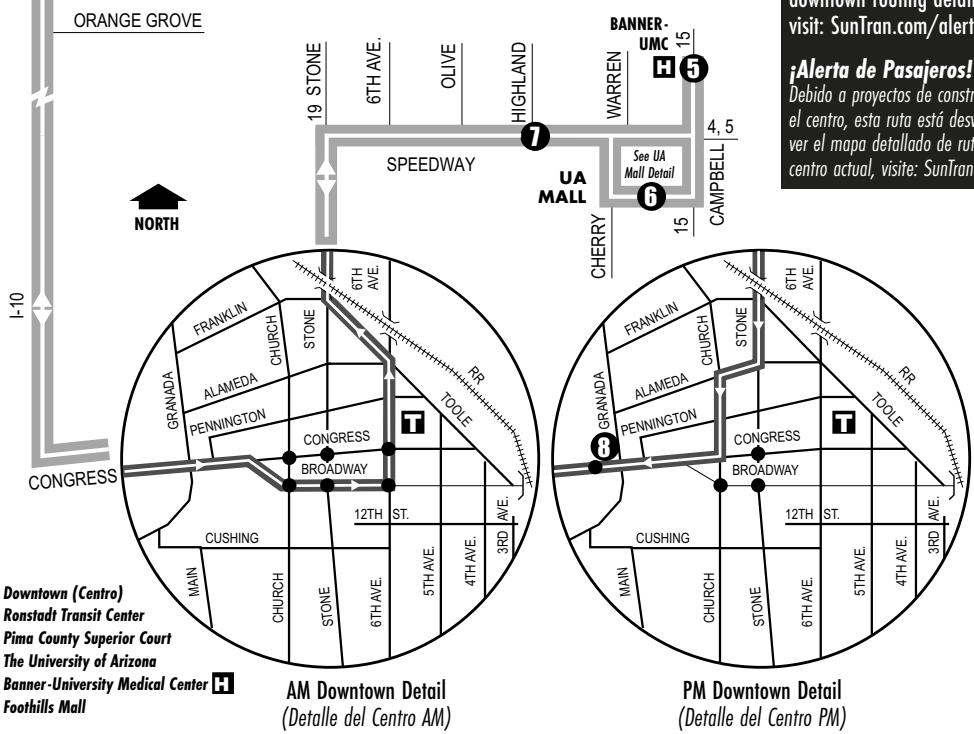 ORANGE GROVE
I-10
CONGRESS
NORTH
19 STONE
6TH AVE.
OLIVE
HIGHLAND
WARREN
BANNER-
UMC
H
5
15
7
4, 5
SPEEDWAY
See UA
Mall Detail
UA
MALL
6
CHERRY
15
CAMPBELL
downtown routing detail
visit: SunTran.com/alert
¡Alerta de Pasajeros!
Debido a proyectos de constr
el centro, esta ruta está desv
ver el mapa detallado de rut
centro actual, visite: SunTran
6TH
AVE.
FRANKLIN
CHURCH
STONE
RR
GRANADA
ALAMEDA
TOOLE
PENNINGTON
T
CONGRESS
BROADWAY
12TH ST.
CUSHING
MAIN
CHURCH
STONE
6TH AVE.
5TH AVE.
4TH AVE.
3RD AVE.
AM Downtown Detail
(Detalle del Centro AM)
6TH
AVE.
FRANKLIN
CHURCH
STONE
RR
GRANADA
ALAMEDA
TOOLE
PENNINGTON
T
8
CONGRESS
BROADWAY
12TH ST.
CUSHING
MAIN
CHURCH
STONE
6TH AVE.
5TH AVE.
4TH AVE.
3RD AVE.
PM Downtown Detail
(Detalle del Centro PM)
Downtown (Centro)
Ronstadt Transit Center
Pima County Superior Court
The University of Arizona
Banner-University Medical Center H
Foothills Mall